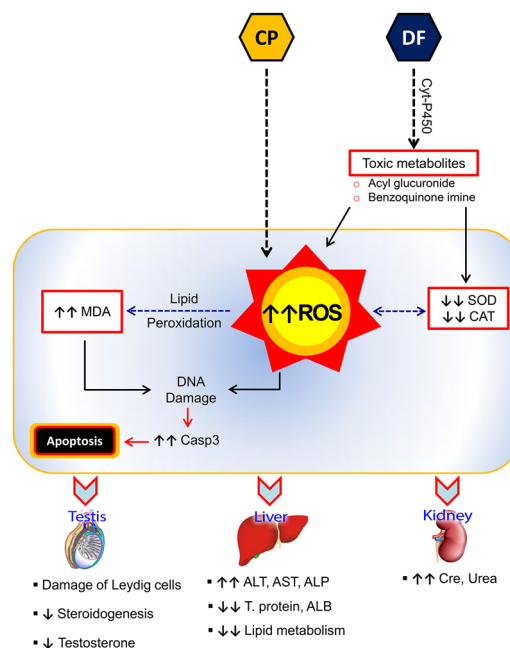 CP
DF
Cyt-P450
Toxic metabolites
○ Acyl glucuronide
○ Benzoquinone imine
↑↑ MDA
Lipid
Peroxidation
↑↑ROS
↓↓ SOD
↓↓ CAT
DNA
Damage
Apoptosis
↑↑ Casp3
Testis
Liver
Kidney
▪ Damage of Leydig cells
▪ ↓ Steroidogenesis
▪ ↓ Testosterone
▪ ↑↑ ALT, AST, ALP
▪ ↓↓ T. protein, ALB
▪ ↓↓ Lipid metabolism
▪ ↑↑ Cre, Urea